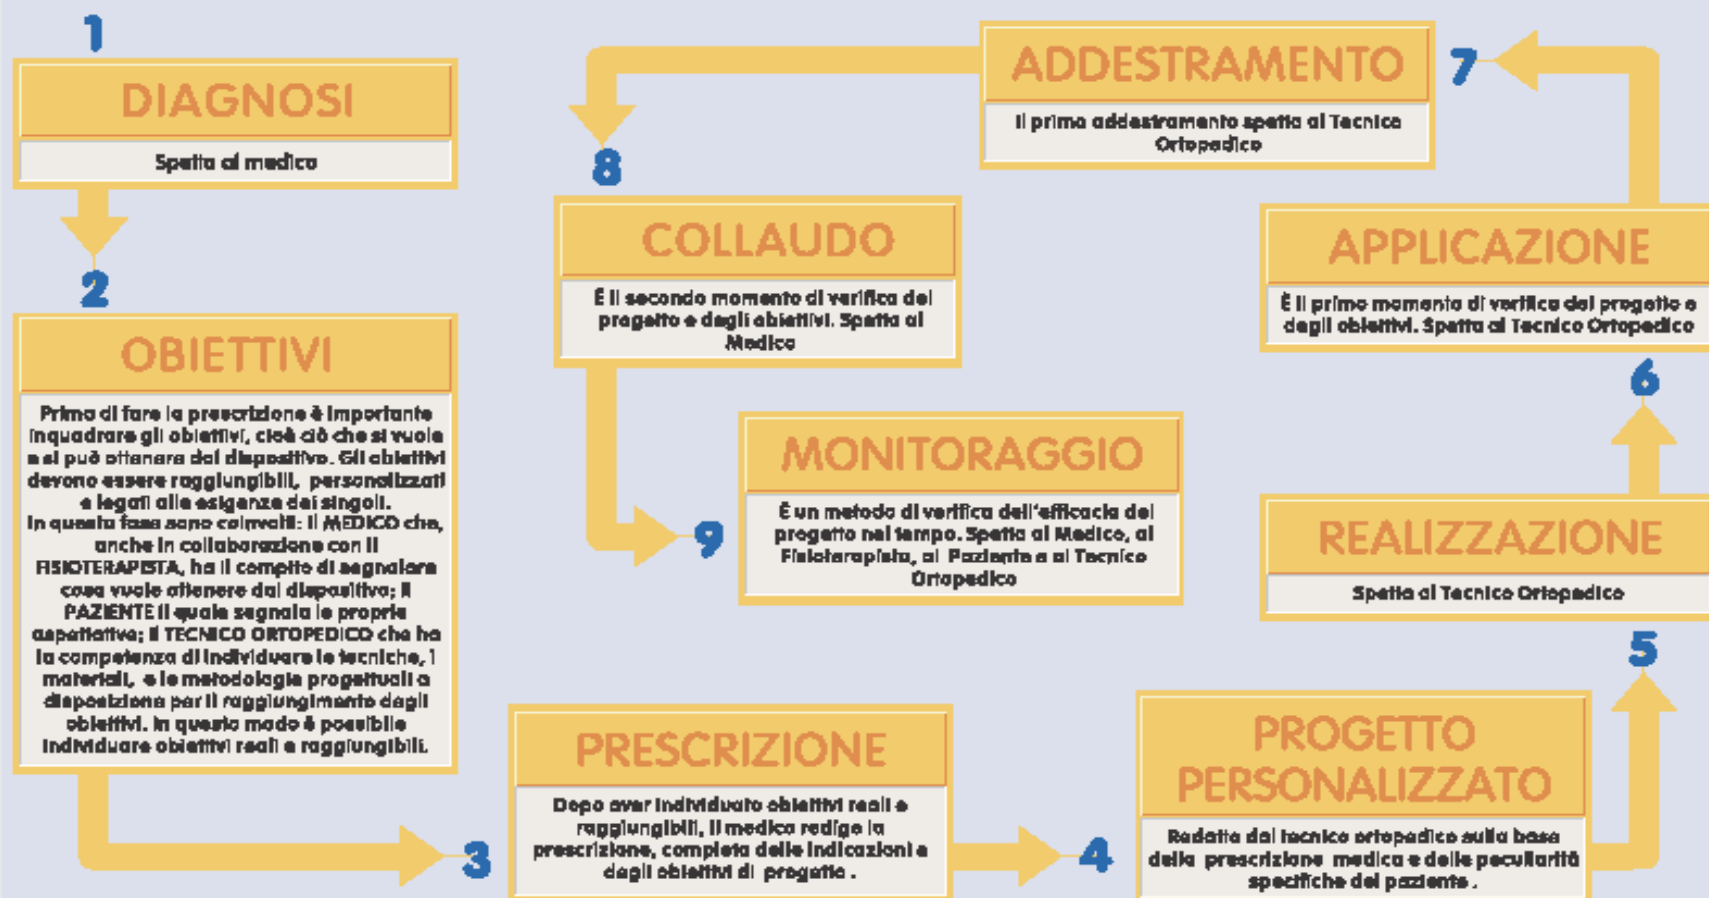 1
DIAGNOSI
Spetta al medico
2
OBIETTIVI
Prima di fare la prescrizione è importante
inquadrare gli obiettivi, cioè ciò che si vuole
e si può ottenere dal dispositivo. Gli obiettivi
devono essere raggiungibili, personalizzati
e legati alle esigenze dei singoli.
In questa fase sono coinvolti: il MEDICO che,
anche in collaborazione con il
FISIOTERAPISTA, ha il compito di segnalare
cosa vuole ottenere dal dispositivo; il
PAZIENTE il quale segnala le proprie
aspettative; il TECNICO ORTOPEDICO che ha
la competenza di individuare le tecniche, i
materiali, e le metodologie progettuali a
disposizione per il raggiungimento degli
obiettivi. In questo modo è possibile
individuare obiettivi reali e raggiungibili.
3
PRESCRIZIONE
Dopo aver individuato obiettivi reali e
raggiungibili, il medico redige la
prescrizione, completa delle indicazioni e
degli obiettivi di progetto .
4
PROGETTO
PERSONALIZZATO
Redatto dal tecnico ortopedico sulla base
della prescrizione medica e delle peculiarità
specifiche del paziente .
5
REALIZZAZIONE
Spetta al Tecnico Ortopedico
6
APPLICAZIONE
È il primo momento di verifica del progetto e
degli obiettivi. Spetta al Tecnico Ortopedico
7
ADDESTRAMENTO
Il primo addestramento spetta al Tecnico
Ortopedico
8
COLLAUDO
È il secondo momento di verifica del
progetto e degli obiettivi. Spetta al
Medico
9
MONITORAGGIO
È un metodo di verifica dell'efficacia del
progetto nel tempo. Spetta al Medico, al
Fisioterapista, al Paziente e al Tecnico
Ortopedico